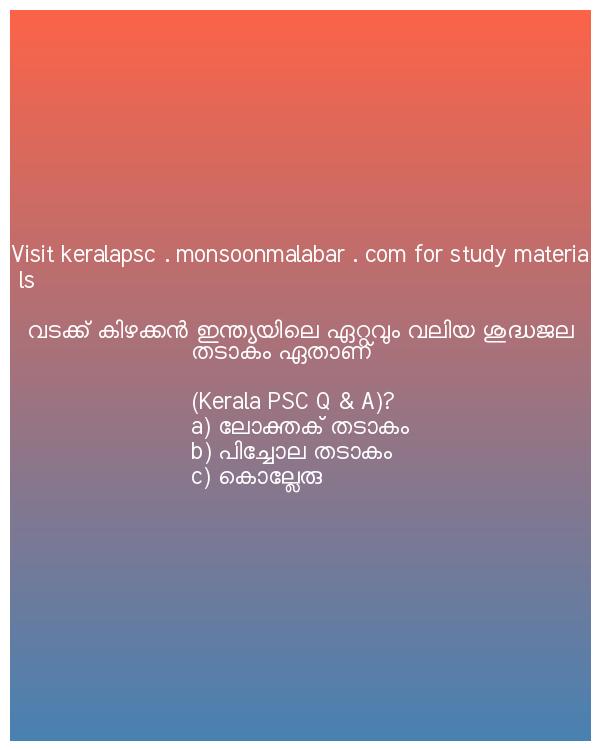 Visit keralapsc . monsoonmalabar . com for study materia
ls
വടക്ക് കിഴക്കൻ ഇന്ത്യയിലെ ഏറ്റവും വലിയ ശുദ്ധജല
തടാകം ഏതാണ്
(Kerala PSC Q & A)?
a) ലോക്തക് തടാകം
b) പിച്ചോല തടാകം
c) കൊല്ലേരു